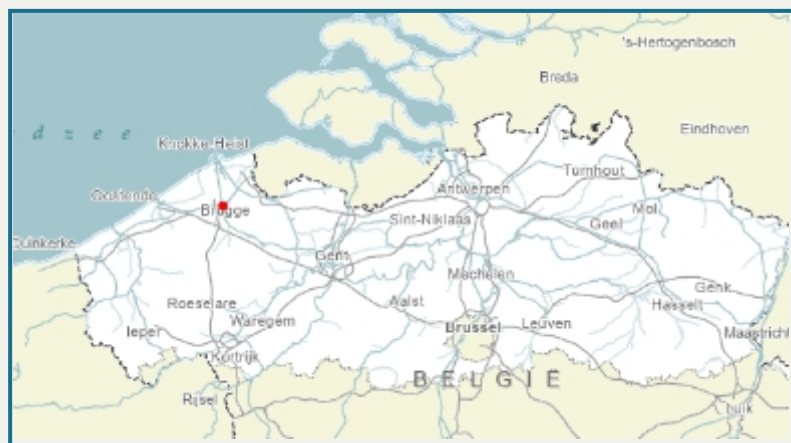 's-Hertogenbosch
Breda
Eindhoven
d z e e
Knokke-Heist
Turnhout
Antwerpen
Oostende
Mol
Brugge
Sint-Niklaas
Geel
Duinkerke
Gent
Mechelen
Genk
Roeselare
Aalst
Hasselt
Waregem
Ieper
Brussel
Leuven
Maastricht
Kortrijk
BELGIË
Rijsel
Luik